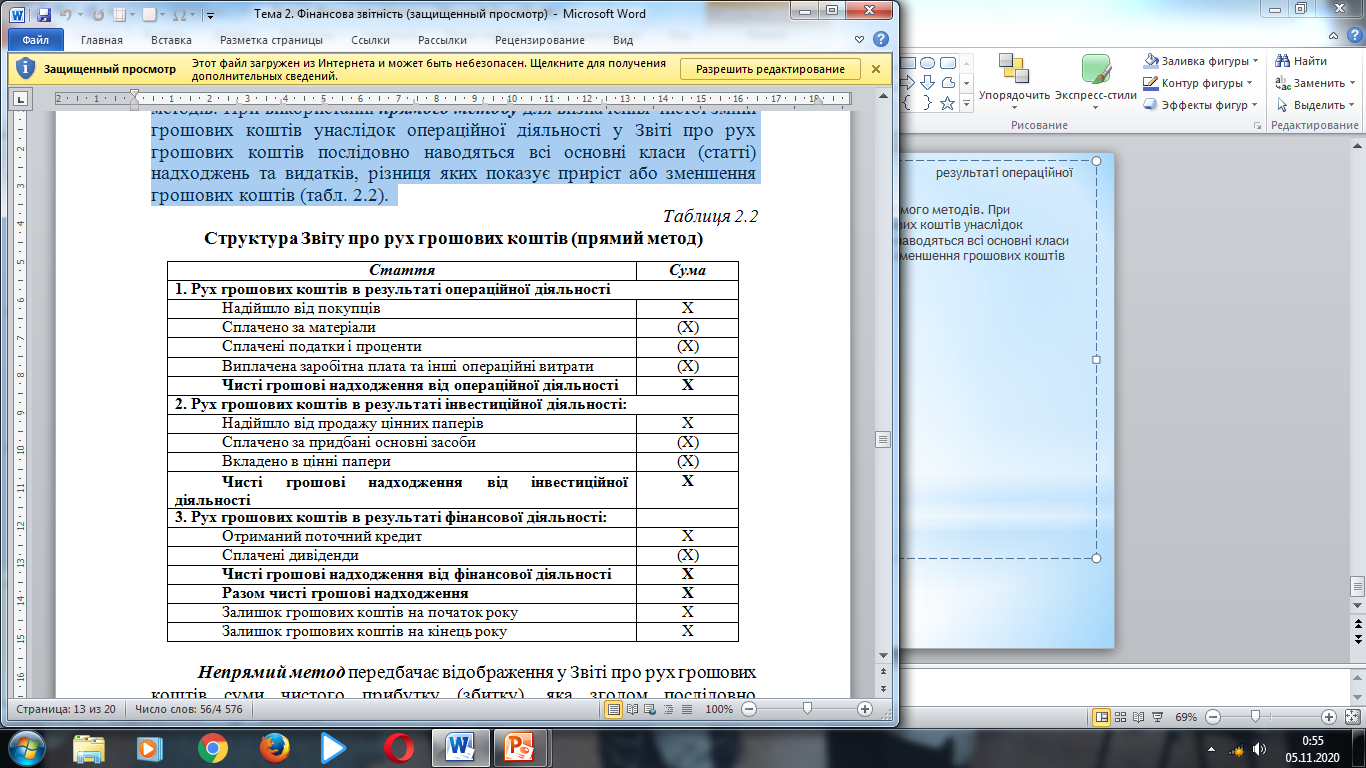 Тема 2. Фінансова звітність (защищенный просмотр) - Microsoft Word
Файл Главная Вставка Разметка страницы Ссылки Рассылки Рецензирование Вид
Защищенный просмотр Этот файл загружен из Интернета и может быть небезопасен. Щелкните для получения дополнительных сведений. Разрешить редактирование
грошових коштів унаслідок операційної діяльності у Звіті про рух
грошових коштів послідовно наводяться всі основні класи (статті)
надходжень та видатків, різниця яких показує приріст або зменшення
грошових коштів (табл. 2.2).
Таблиця 2.2
Структура Звіту про рух грошових коштів (прямий метод)
Стаття Сума
1. Рух грошових коштів в результаті операційної діяльності
Надійшло від покупців Х
Сплачено за матеріали (Х)
Сплачені податки і проценти (Х)
Виплачена заробітна плата та інші операційні витрати (Х)
Чисті грошові надходження від операційної діяльності Х
2. Рух грошових коштів в результаті інвестиційної діяльності:
Надійшло від продажу цінних паперів Х
Сплачено за придбані основні засоби (Х)
Вкладено в цінні папери (Х)
Чисті грошові надходження від інвестиційної Х
діяльності
3. Рух грошових коштів в результаті фінансової діяльності:
Отриманий поточний кредит Х
Сплачені дивіденди (Х)
Чисті грошові надходження від фінансової діяльності Х
Разом чисті грошові надходження Х
Залишок грошових коштів на початок року Х
Залишок грошових коштів на кінець року Х
Непрямий метод передбачає відображення у Звіті про рух грошових
коштів суми чистого прибутку (збитку), яка згодом послідовно
Страница: 13 из 20 Число слов: 56/4 576 100%
Упорядочить Экспресс-стили
Заливка фигуры
Контур фигуры
Эффекты фигур
Рисование
Найти
Заменить
Выделить
Редактирование
результаті операційної
мого методів. При
вих коштів унаслідок
наводяться всі основні класи
меншення грошових коштів
69%
0:55
05.11.2020